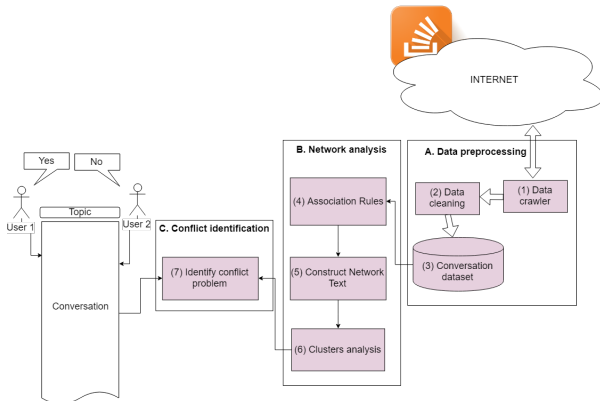 INTERNET
Yes
No
User 1
User 2
Topic
Conversation
A. Data preprocessing
(1) Data
crawler
(2) Data
cleaning
(3) Conversation
dataset
B. Network analysis
(4) Association Rules
(5) Construct Network
Text
(6) Clusters analysis
C. Conflict identification
(7) Identify conflict
problem